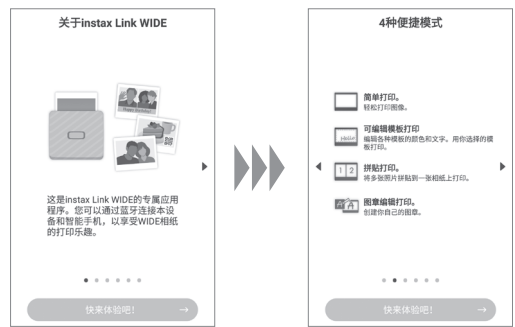 关于instax Link WIDE
这是instax Link WIDE的专属应用
程序。您可以通过蓝牙连接本设
备和智能手机，以享受WIDE相纸
的打印乐趣。
快来体验吧！ →
4种便捷模式
简单打印。
轻松打印图像。
Hello
可编辑模板打印
编辑各种模板的颜色和文字。用你选择的模
板打印。
1 2
拼贴打印。
将多张照片拼贴到一张相纸上打印。
A A
图章编辑打印。
创建你自己的图章。
快来体验吧！ →